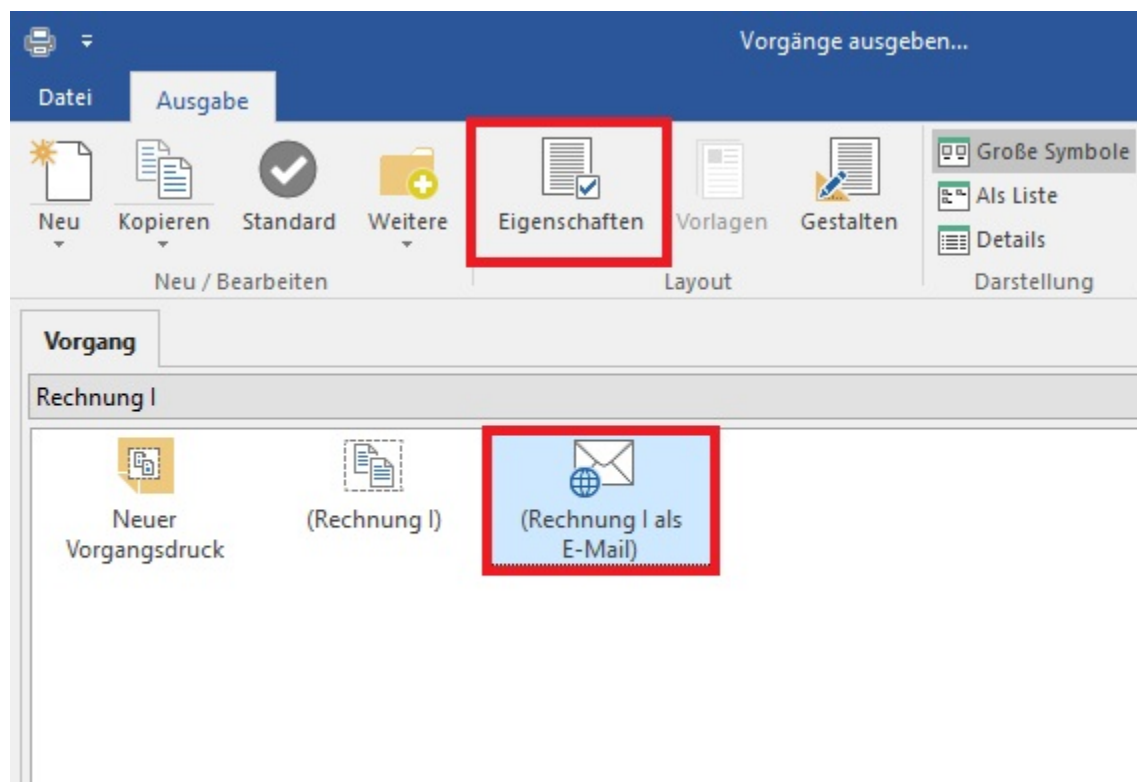 Vorgänge ausgeben...
Datei Ausgabe
Neu Kopieren Standard Weitere Eigenschaften Vorlagen Gestalten
Große Symbole
Als Liste
Details
Neu / Bearbeiten Layout Darstellung
Vorgang
Rechnung I
Neuer
Vorgangsdruck
(Rechnung I)
(Rechnung I als
E-Mail)